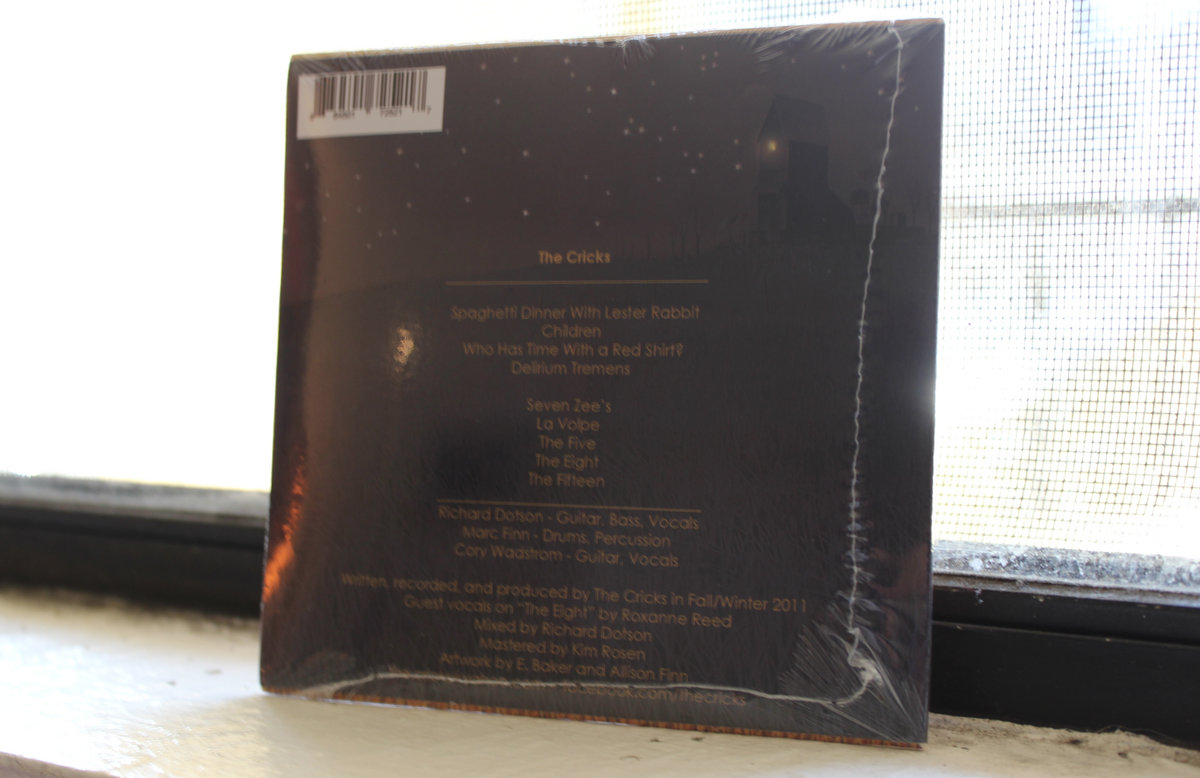 The Cricks
Spaghetti Dinner With Lester Rabbit
Children
Who Has Time With a Red Shirt?
Delirium Tremens
Seven Zee's
La Volpe
The Five
The Eight
The Fifteen
Richard Dotson - Guitar, Bass, Vocals
Marc Finn - Drums, Percussion
Cory Wadstrom - Guitar, Vocals
Written, recorded, and produced by The Cricks in Fall/Winter 2011
Guest vocals on "The Eight" by Roxanne Reed
Mixed by Richard Dotson
Mastered by Kim Rosen
Artwork by E. Baker and Allison Finn
facebook.com/thecricks